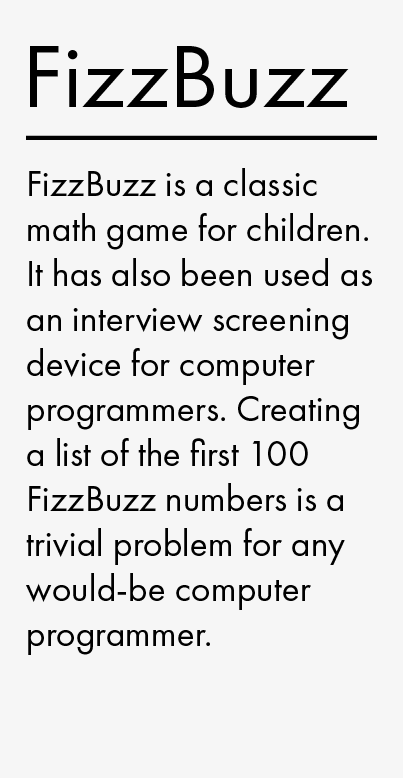 FizzBuzz
FizzBuzz is a classic
math game for children.
It has also been used as
an interview screening
device for computer
programmers. Creating
a list of the first 100
FizzBuzz numbers is a
trivial problem for any
would-be computer
programmer.